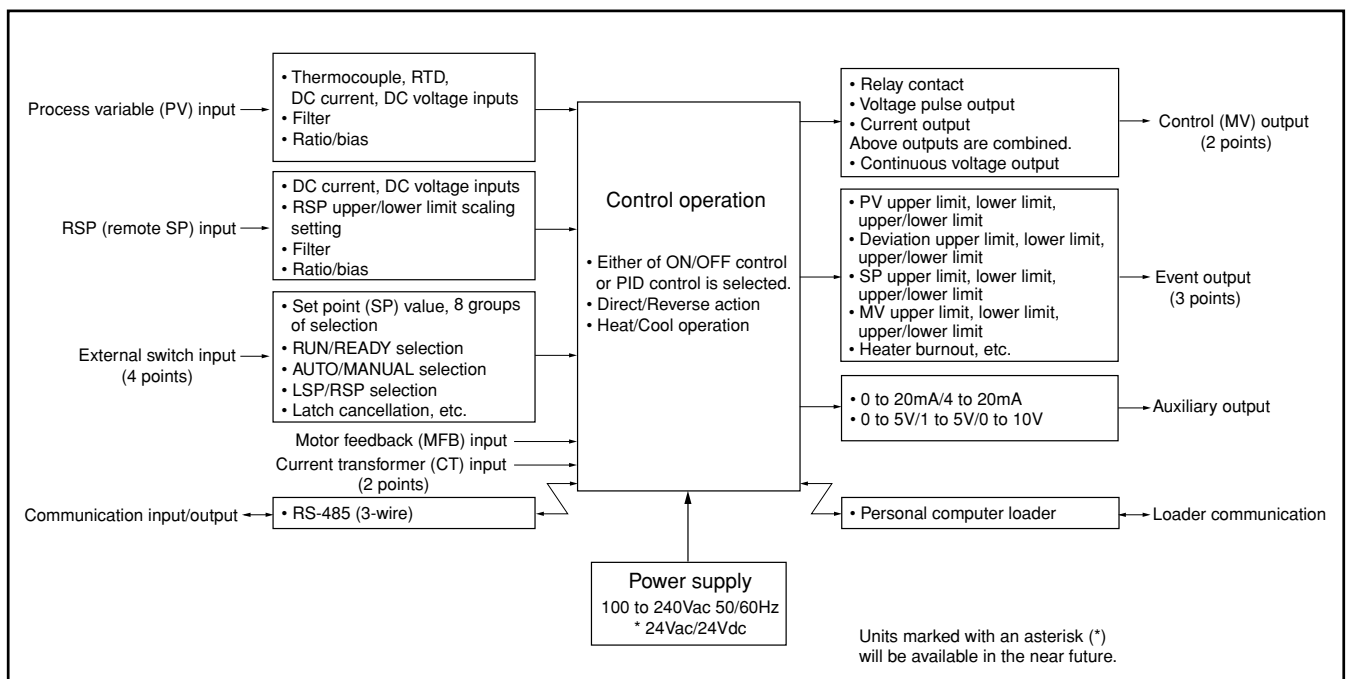 Process variable (PV) input
• Thermocouple, RTD,
DC current, DC voltage inputs
• Filter
• Ratio/bias
RSP (remote SP) input
• DC current, DC voltage inputs
• RSP upper/lower limit scaling
setting
• Filter
• Ratio/bias
External switch input
(4 points)
• Set point (SP) value, 8 groups
of selection
• RUN/READY selection
• AUTO/MANUAL selection
• LSP/RSP selection
• Latch cancellation, etc.
Motor feedback (MFB) input
Current transformer (CT) input
(2 points)
Communication input/output
• RS-485 (3-wire)
Control operation
• Either of ON/OFF control
or PID control is selected.
• Direct/Reverse action
• Heat/Cool operation
Power supply
100 to 240Vac 50/60Hz
* 24Vac/24Vdc
• Relay contact
• Voltage pulse output
• Current output
Above outputs are combined.
• Continuous voltage output
Control (MV) output
(2 points)
• PV upper limit, lower limit,
upper/lower limit
• Deviation upper limit, lower limit,
upper/lower limit
• SP upper limit, lower limit,
upper/lower limit
• MV upper limit, lower limit,
upper/lower limit
• Heater burnout, etc.
Event output
(3 points)
• 0 to 20mA/4 to 20mA
• 0 to 5V/1 to 5V/0 to 10V
Auxiliary output
• Personal computer loader
Loader communication
Units marked with an asterisk (*)
will be available in the near future.